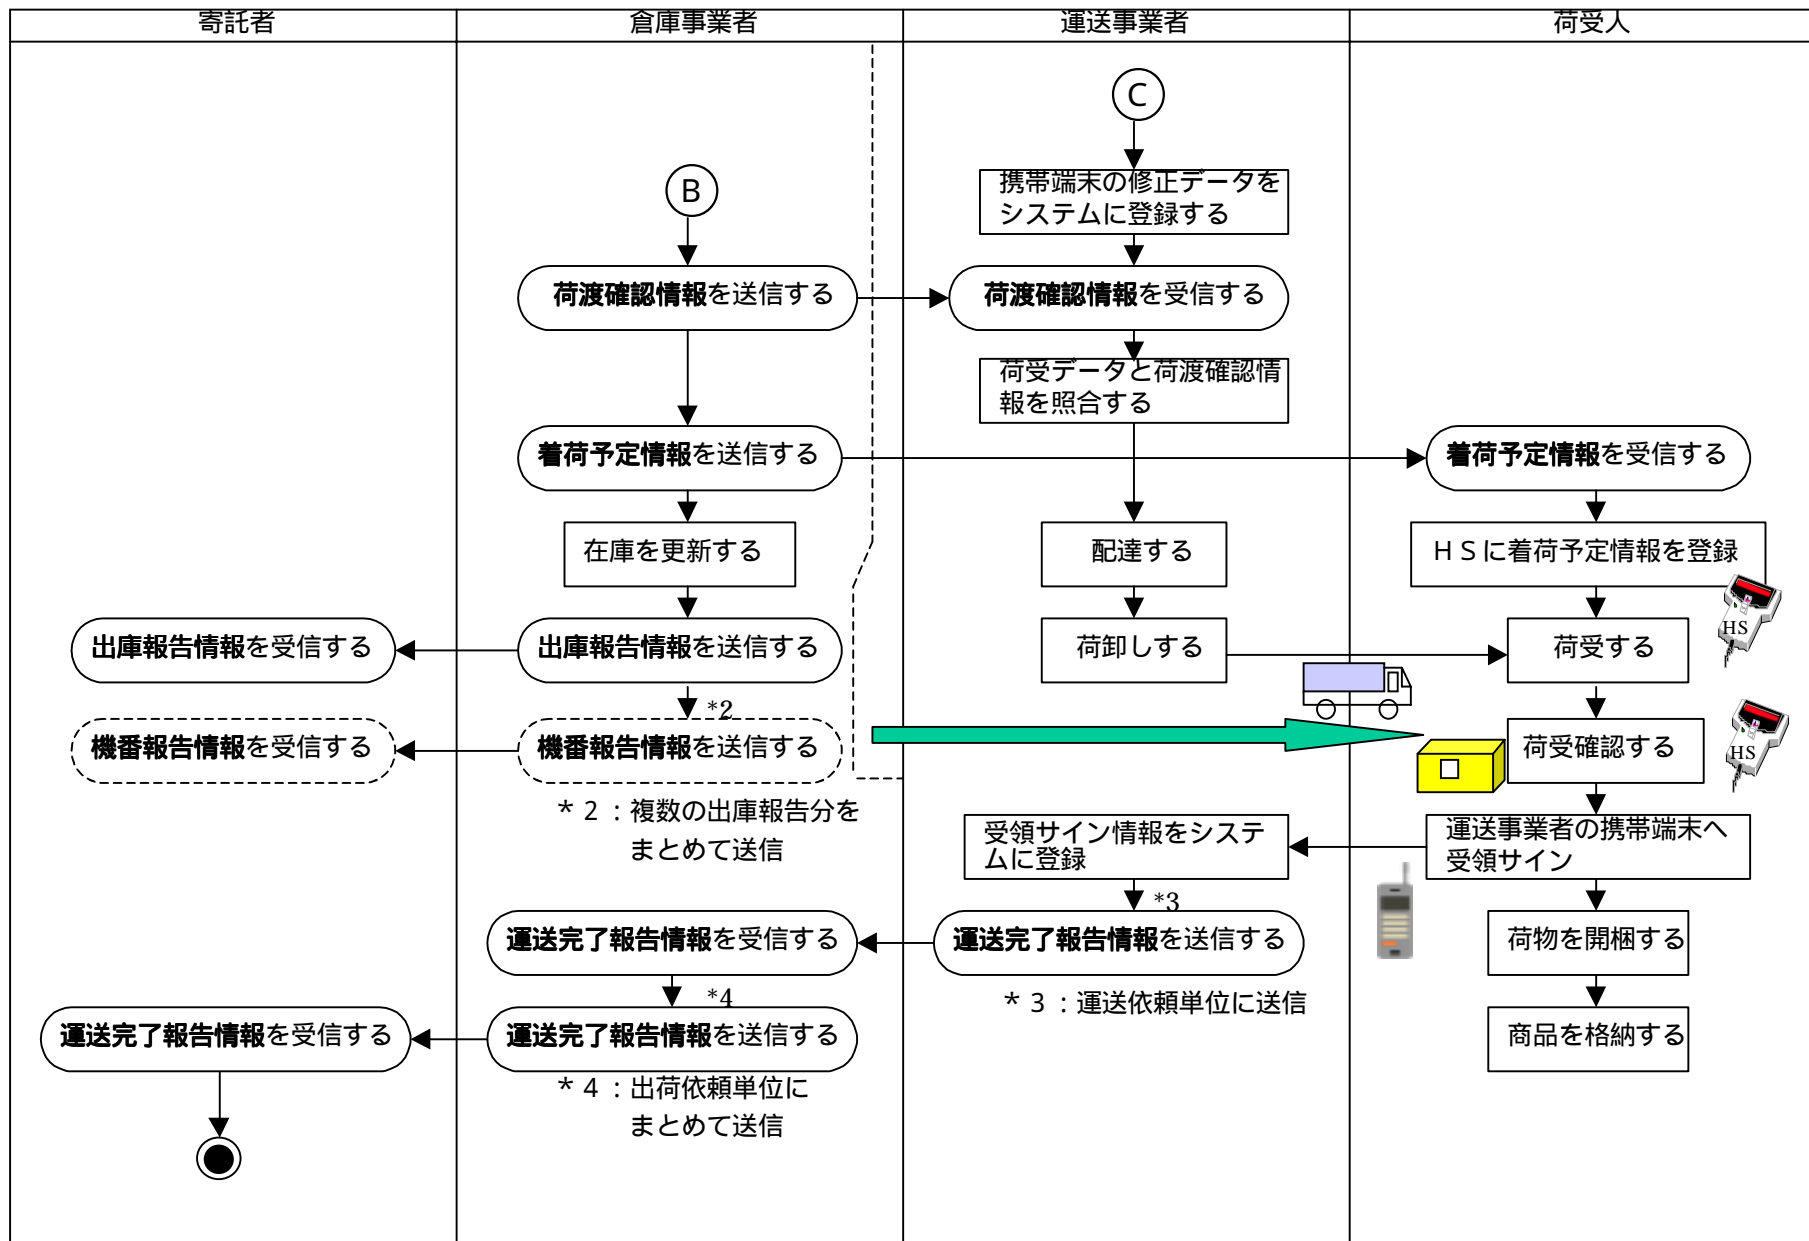 寄託者
倉庫事業者
運送事業者
荷受人
C
携帯端末の修正データを
システムに登録する
B
荷渡確認情報を送信する
荷渡確認情報を受信する
荷受データと荷渡確認情
報を照合する
着荷予定情報を送信する
着荷予定情報を受信する
在庫を更新する
配達する
ＨＳに着荷予定情報を登録
出庫報告情報を受信する
出庫報告情報を送信する
荷卸しする
荷受する
HS
*2
機番報告情報を受信する
機番報告情報を送信する
荷受確認する
HS
＊２：複数の出庫報告分を
まとめて送信
受領サイン情報をシステ
ムに登録
運送事業者の携帯端末へ
受領サイン
*3
運送完了報告情報を受信する
運送完了報告情報を送信する
荷物を開梱する
*4
＊３：運送依頼単位に送信
運送完了報告情報を受信する
運送完了報告情報を送信する
商品を格納する
＊４：出荷依頼単位に
まとめて送信